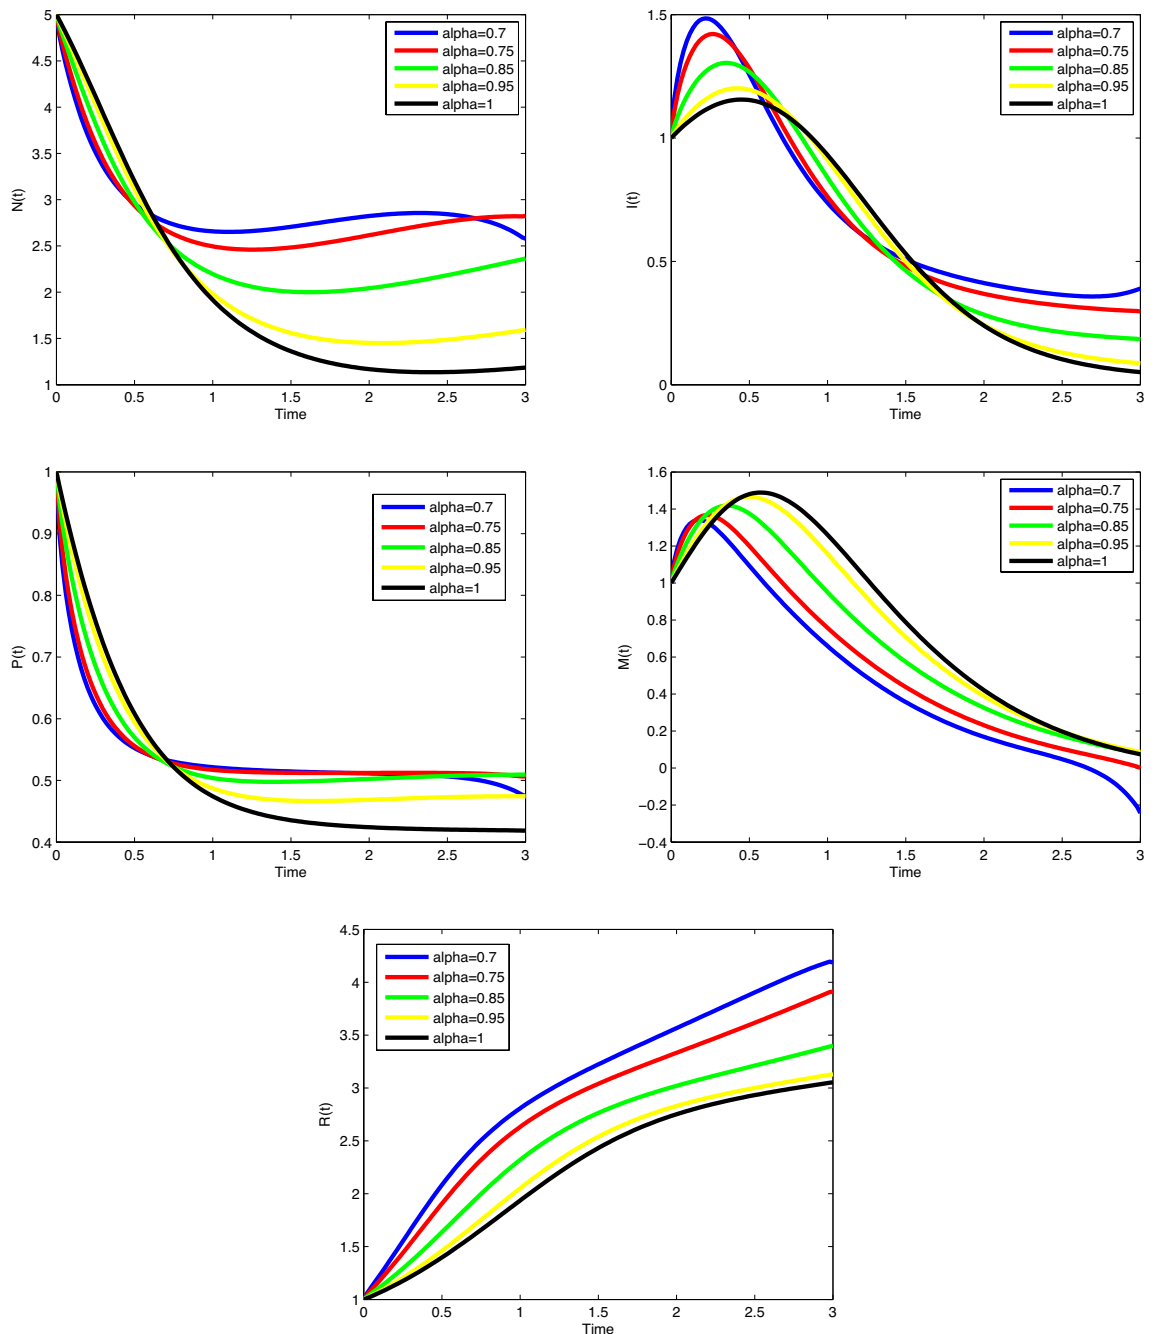 5
4.5
4
3.5
3
2.5
2
1.5
1
N(t)
0 0.5 1 1.5 2 2.5 3
Time
alpha=0.7
alpha=0.75
alpha=0.85
alpha=0.95
alpha=1
1.5
1
0.5
0
I(t)
0 0.5 1 1.5 2 2.5 3
Time
alpha=0.7
alpha=0.75
alpha=0.85
alpha=0.95
alpha=1
1
0.9
0.8
0.7
0.6
0.5
0.4
P(t)
0 0.5 1 1.5 2 2.5 3
Time
alpha=0.7
alpha=0.75
alpha=0.85
alpha=0.95
alpha=1
1.6
1.4
1.2
1
0.8
0.6
0.4
0.2
0
−0.2
−0.4
M(t)
0 0.5 1 1.5 2 2.5 3
Time
alpha=0.7
alpha=0.75
alpha=0.85
alpha=0.95
alpha=1
4.5
4
3.5
3
2.5
2
1.5
1
R(t)
0 0.5 1 1.5 2 2.5 3
Time
alpha=0.7
alpha=0.75
alpha=0.85
alpha=0.95
alpha=1